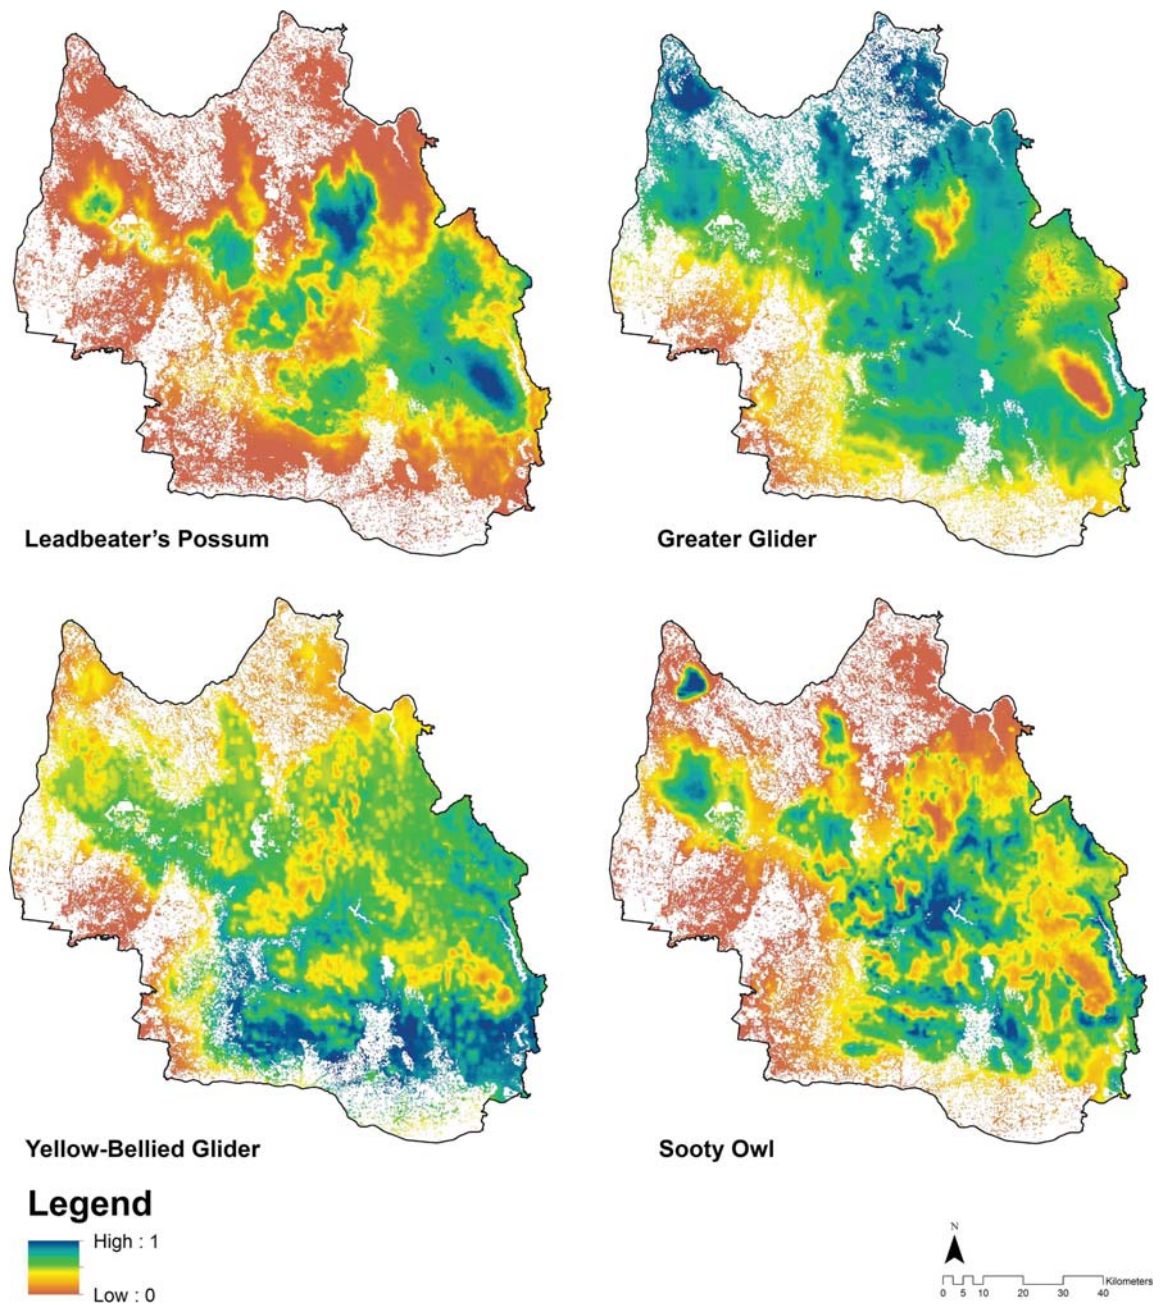 Leadbeater's Possum
Greater Glider
Yellow-Bellied Glider
Sooty Owl
Legend
High : 1
Low : 0
N
Kilometers
0 5 10 20 30 40